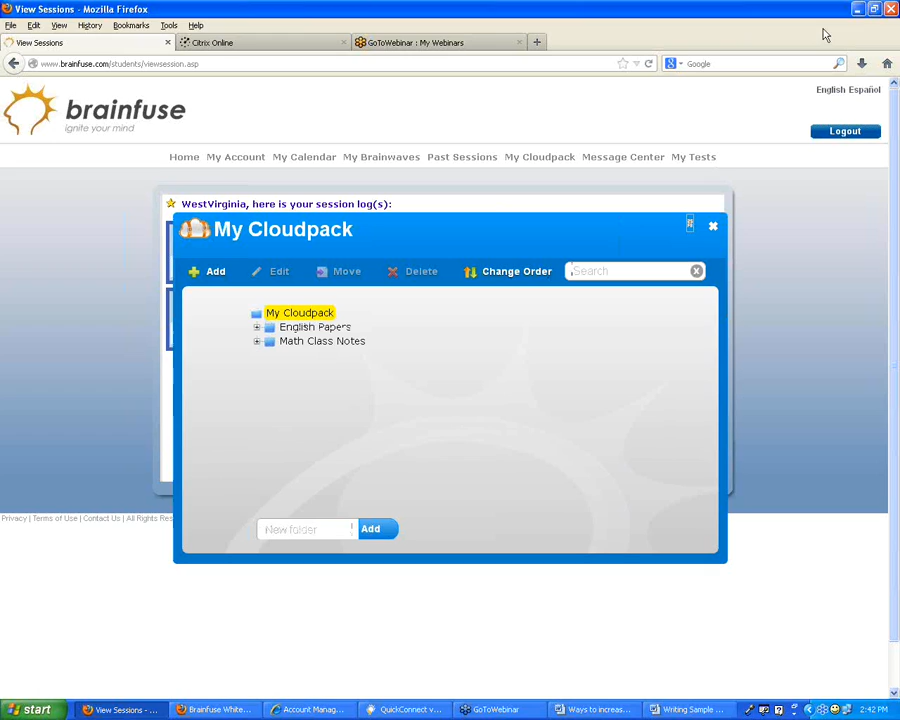 View Sessions - Mozilla Firefox
File Edit View History Bookmarks Tools Help
View Sessions × Citrix Online × GoToWebinar : My Webinars × +
www.brainfuse.com/students/viewsession.asp Google
English Español
brainfuse
ignite your mind
Logout
Home My Account My Calendar My Brainwaves Past Sessions My Cloudpack Message Center My Tests
WestVirginia, here is your session log(s):
My Cloudpack
Add Edit Move Delete Change Order Search
My Cloudpack
English Papers
Math Class Notes
New folder Add
Privacy | Terms of Use | Contact Us | All Rights Res
start View Sessions - ... Brainfuse White... Account Manag... QuickConnect v... GoToWebinar Ways to increas... Writing Sample ... 2:42 PM